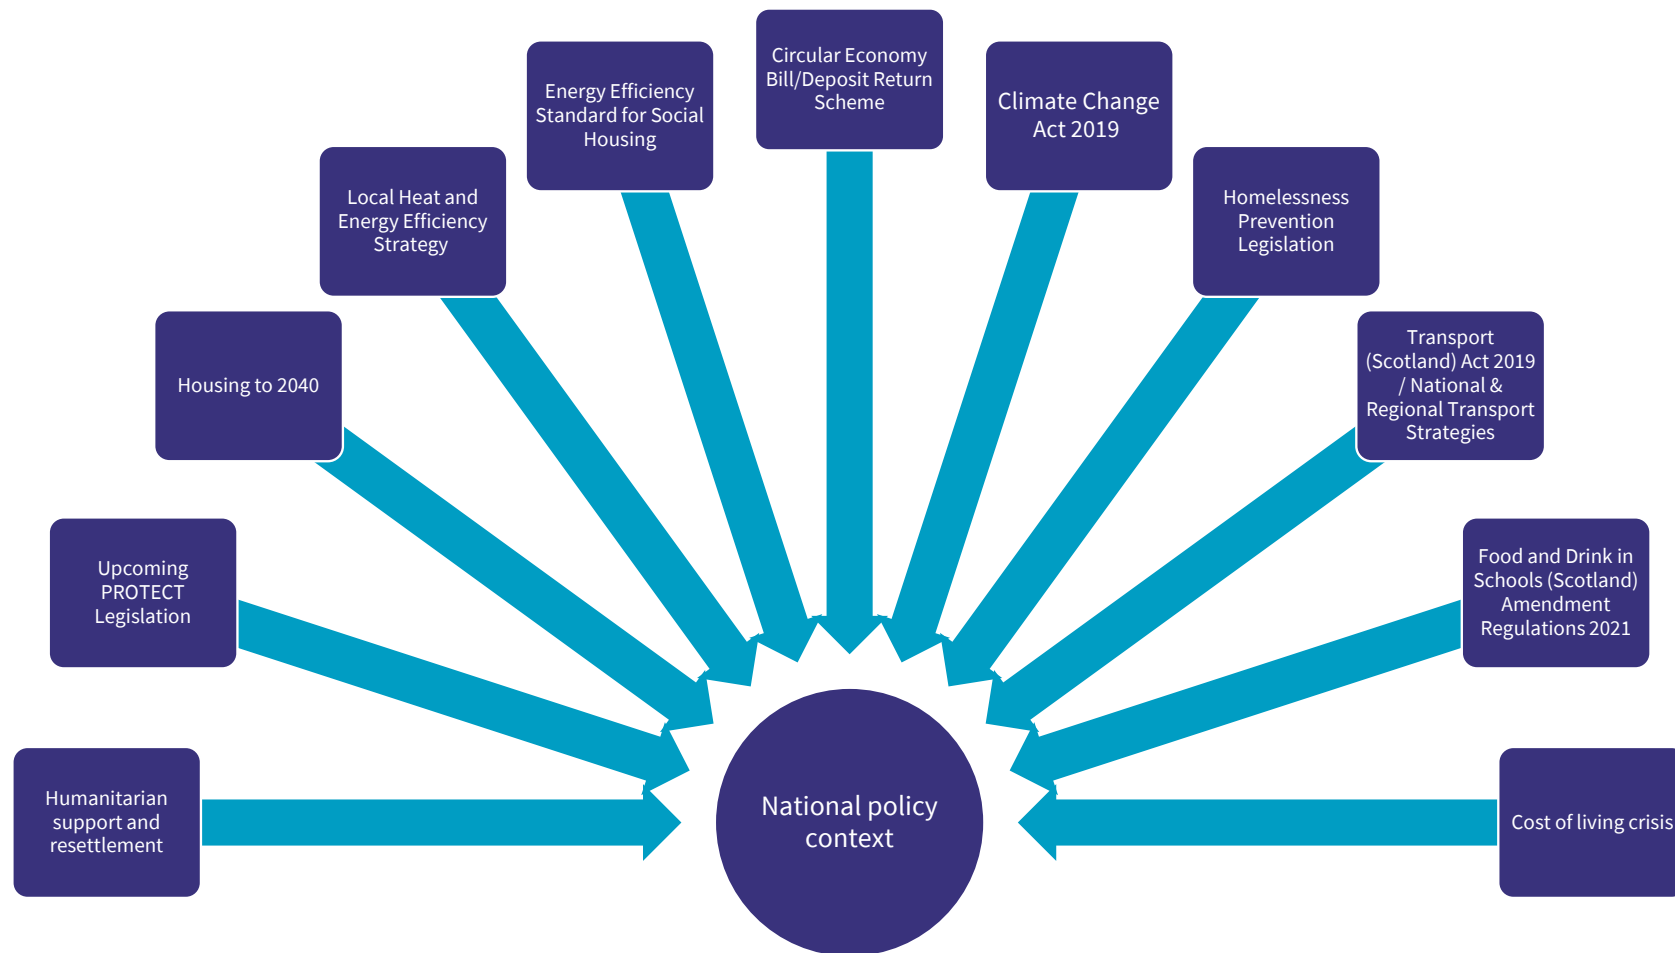 Circular Economy
Bill/Deposit Return
Scheme
Energy Efficiency
Standard for Social
Housing
Climate Change
Act 2019
Local Heat and
Energy Efficiency
Strategy
Homelessness
Prevention
Legislation
Housing to 2040
Transport
(Scotland) Act 2019
/ National &
Regional Transport
Strategies
Upcoming
PROTECT
Legislation
Food and Drink in
Schools (Scotland)
Amendment
Regulations 2021
Humanitarian
support and
resettlement
National policy
context
Cost of living crisis